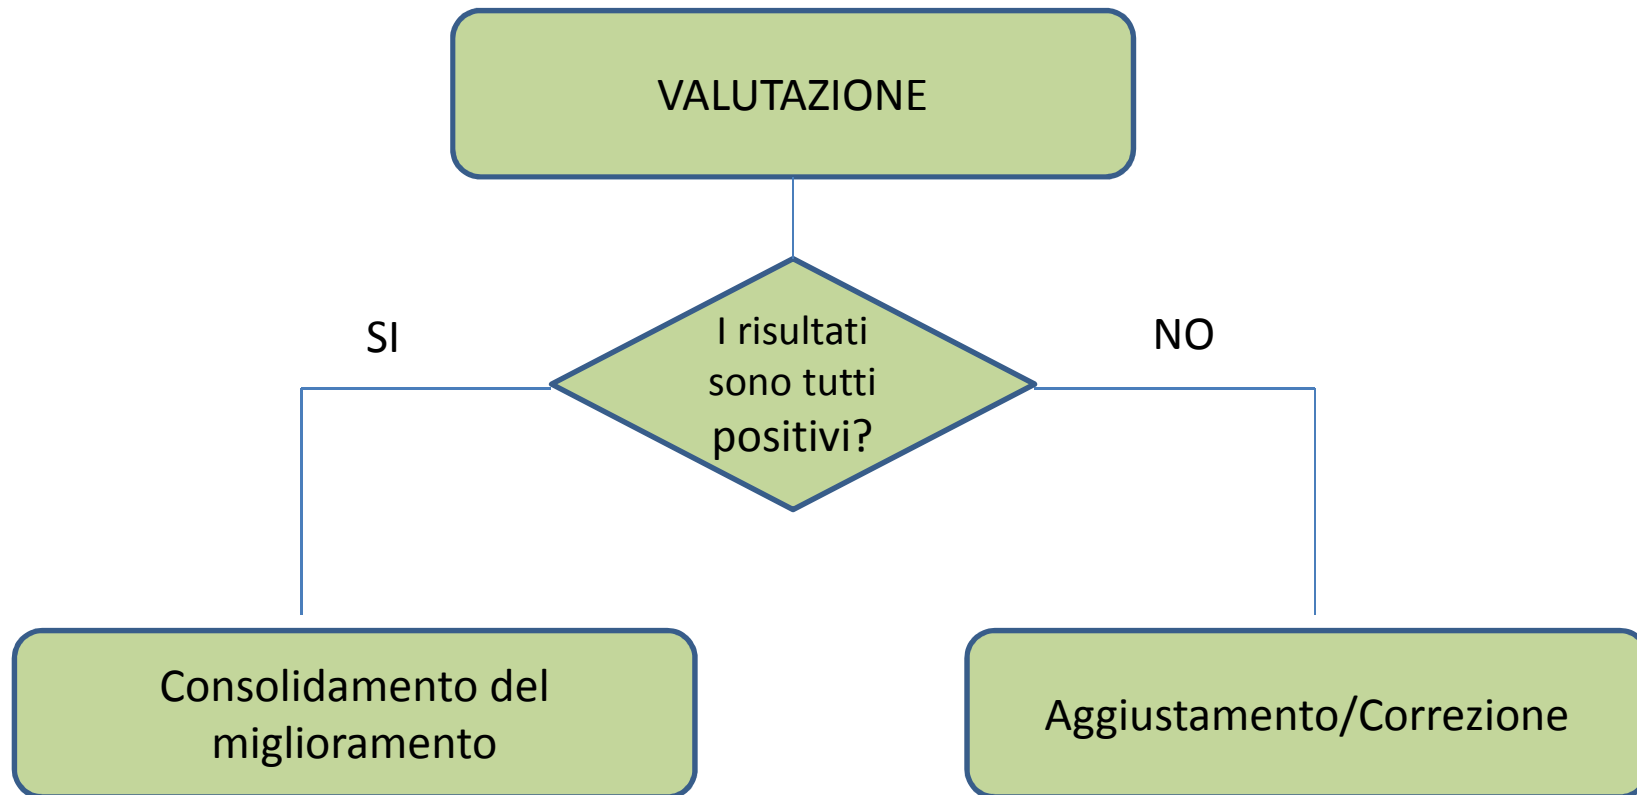 VALUTAZIONE
SI
I risultati
sono tutti
positivi?
NO
Consolidamento del
miglioramento
Aggiustamento/Correzione